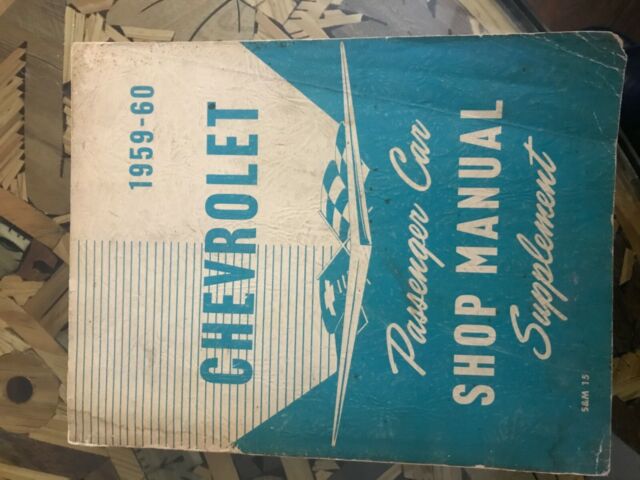 1959-60
CHEVROLET
Passenger Car
SHOP MANUAL
Supplement
S&M 15